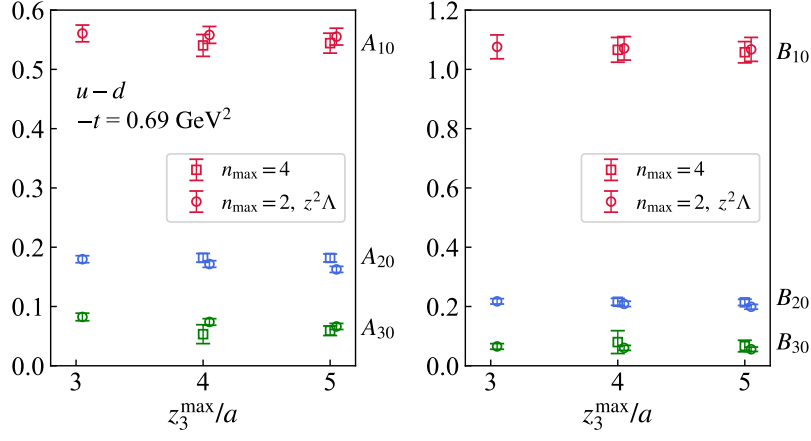 0.6
0.5
0.4
0.3
0.2
0.1
0.0
A₁₀
u − d
−t = 0.69 GeV²
n_max = 4
n_max = 2, z²Λ
A₂₀
A₃₀
3 4 5
z₃^max/a
1.2
1.0
0.8
0.6
0.4
0.2
0.0
B₁₀
n_max = 4
n_max = 2, z²Λ
B₂₀
B₃₀
3 4 5
z₃^max/a